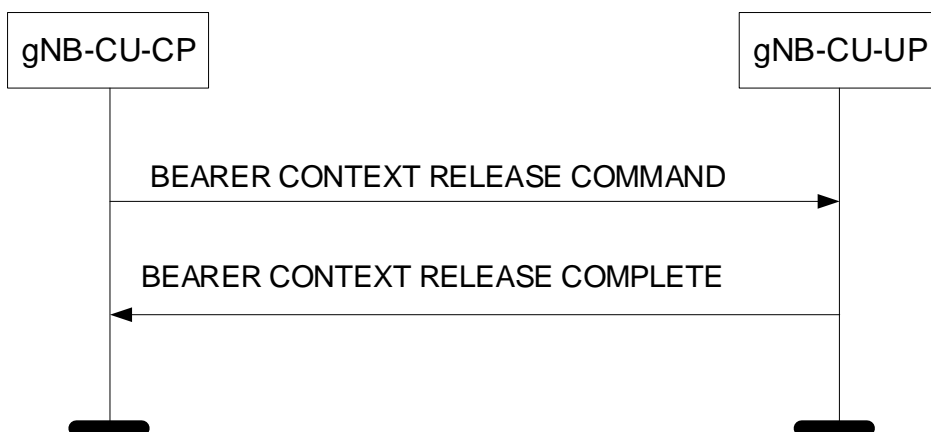 gNB-CU-CP
gNB-CU-UP
BEARER CONTEXT RELEASE COMMAND
BEARER CONTEXT RELEASE COMPLETE